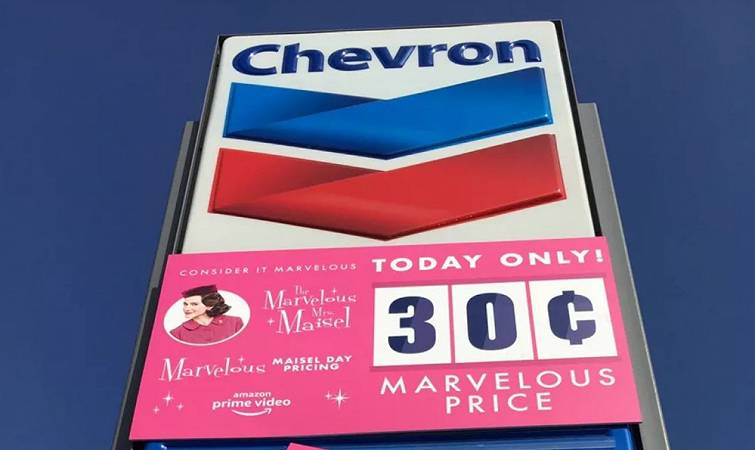 Chevron
CONSIDER IT MARVELOUS
The
Marvelous
Mrs.
Maisel
Marvelous MAISEL DAY
PRICING
amazon
prime video
TODAY ONLY!
30¢
MARVELOUS
PRICE